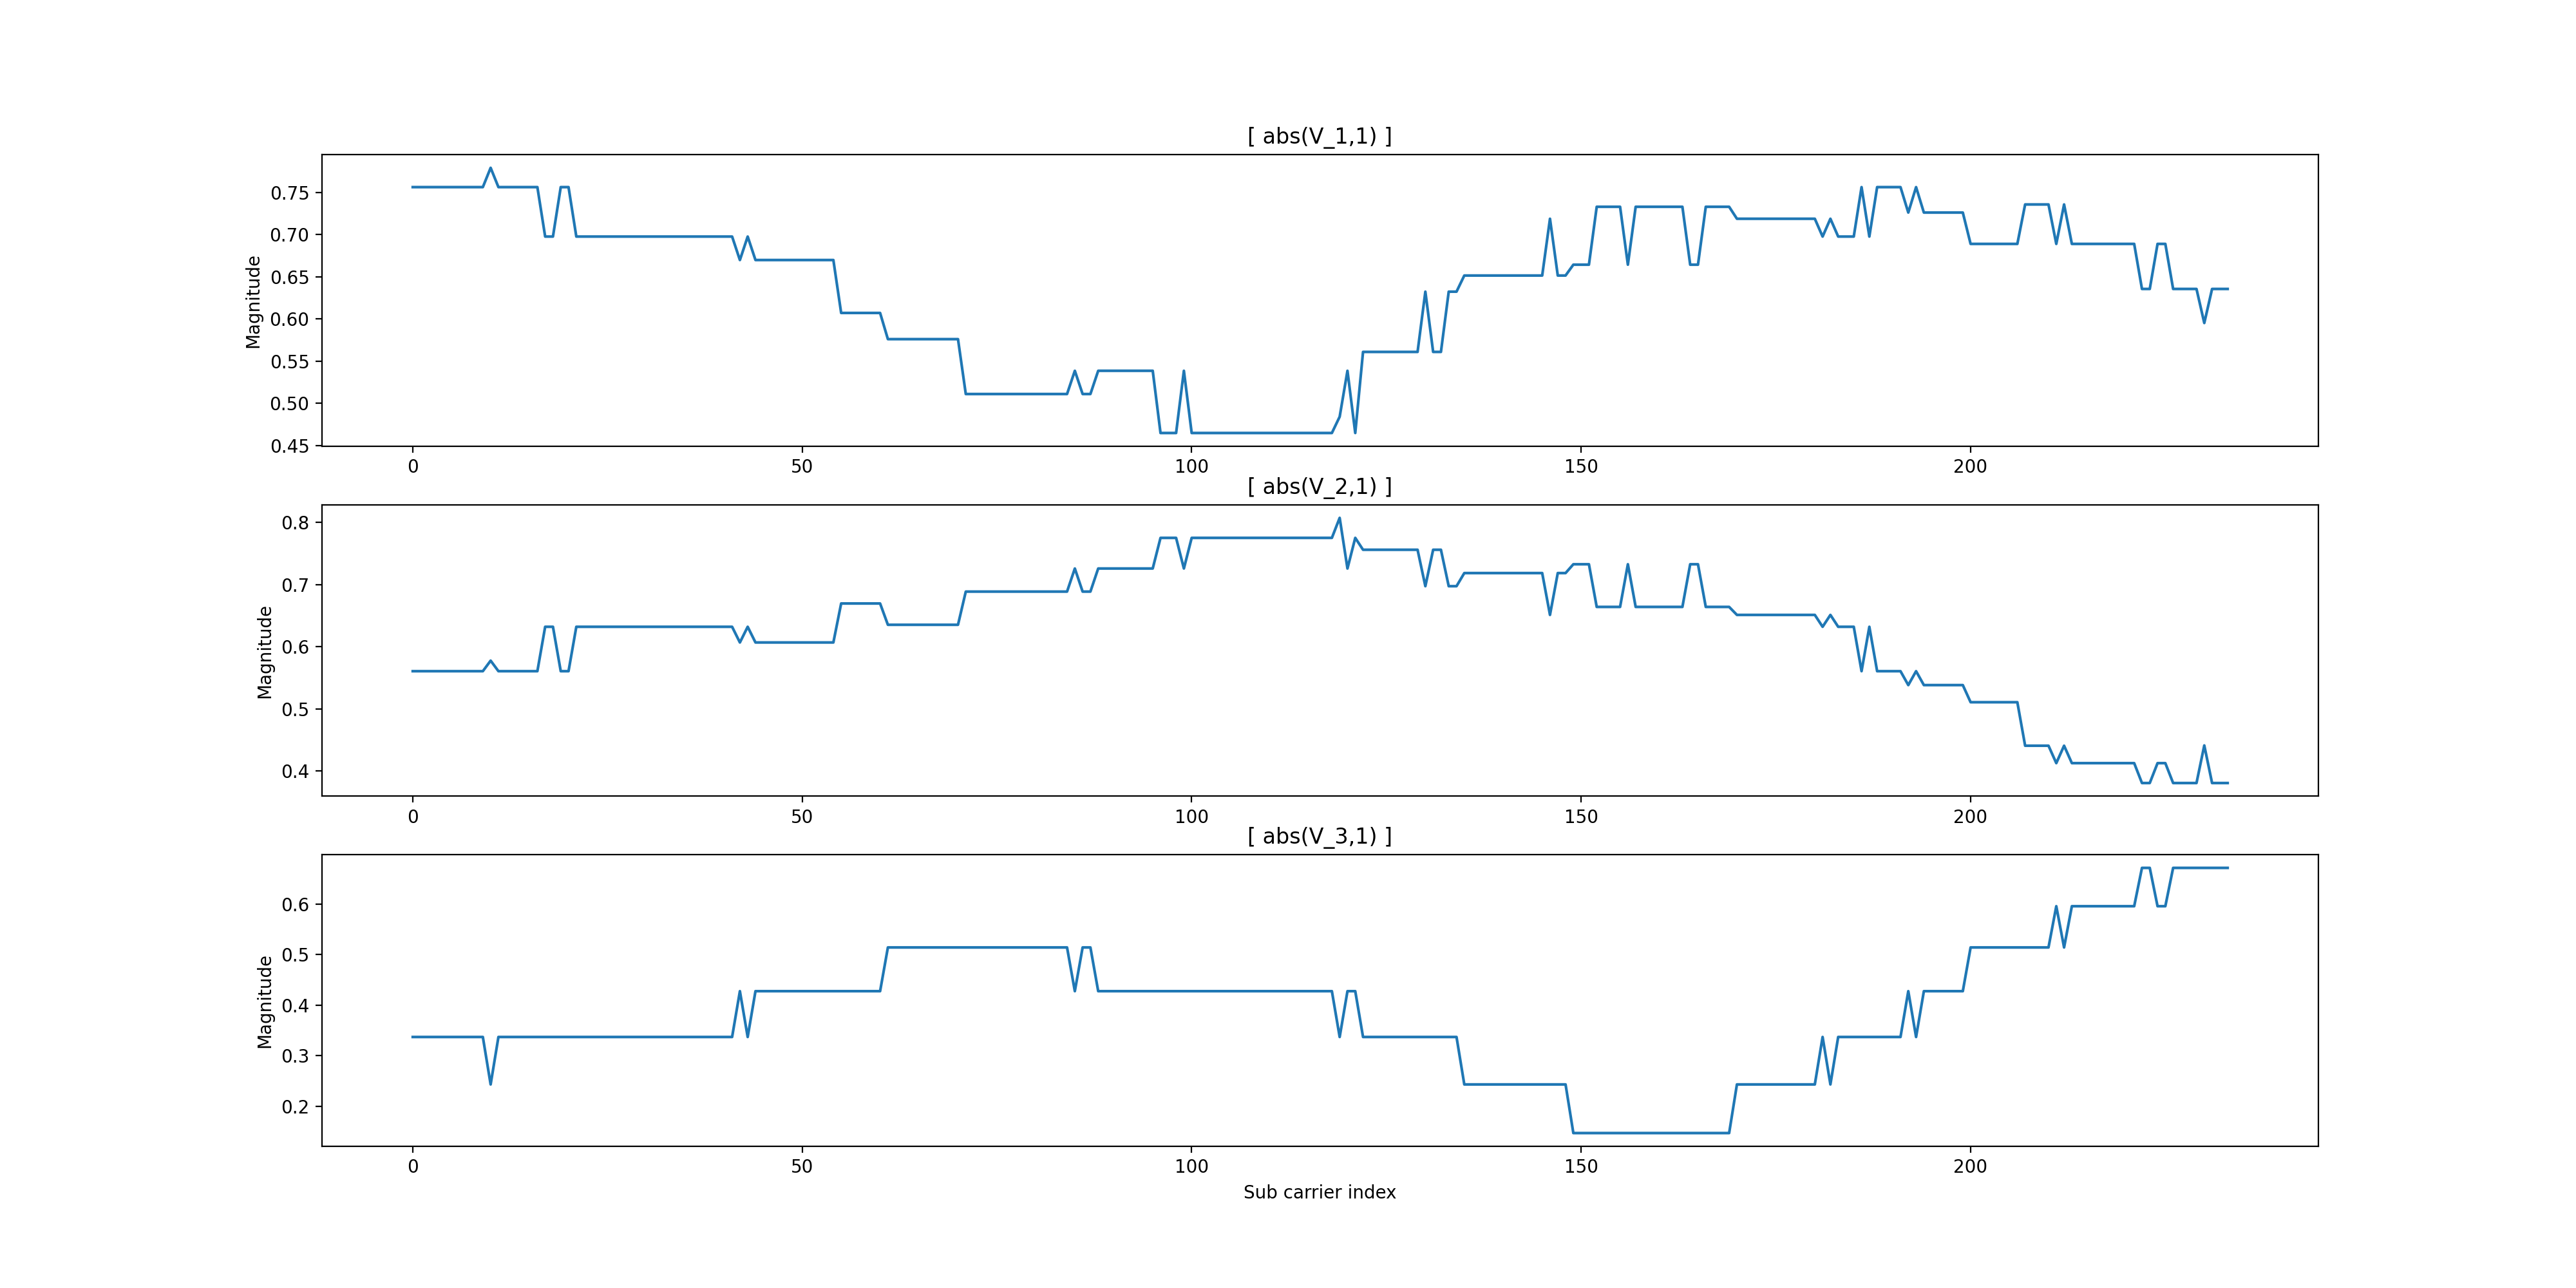 [ abs(V_1,1) ]
Magnitude
0.75
0.70
0.65
0.60
0.55
0.50
0.45
0 50 100 150 200
[ abs(V_2,1) ]
Magnitude
0.8
0.7
0.6
0.5
0.4
0 50 100 150 200
[ abs(V_3,1) ]
Magnitude
0.6
0.5
0.4
0.3
0.2
0 50 100 150 200
Sub carrier index